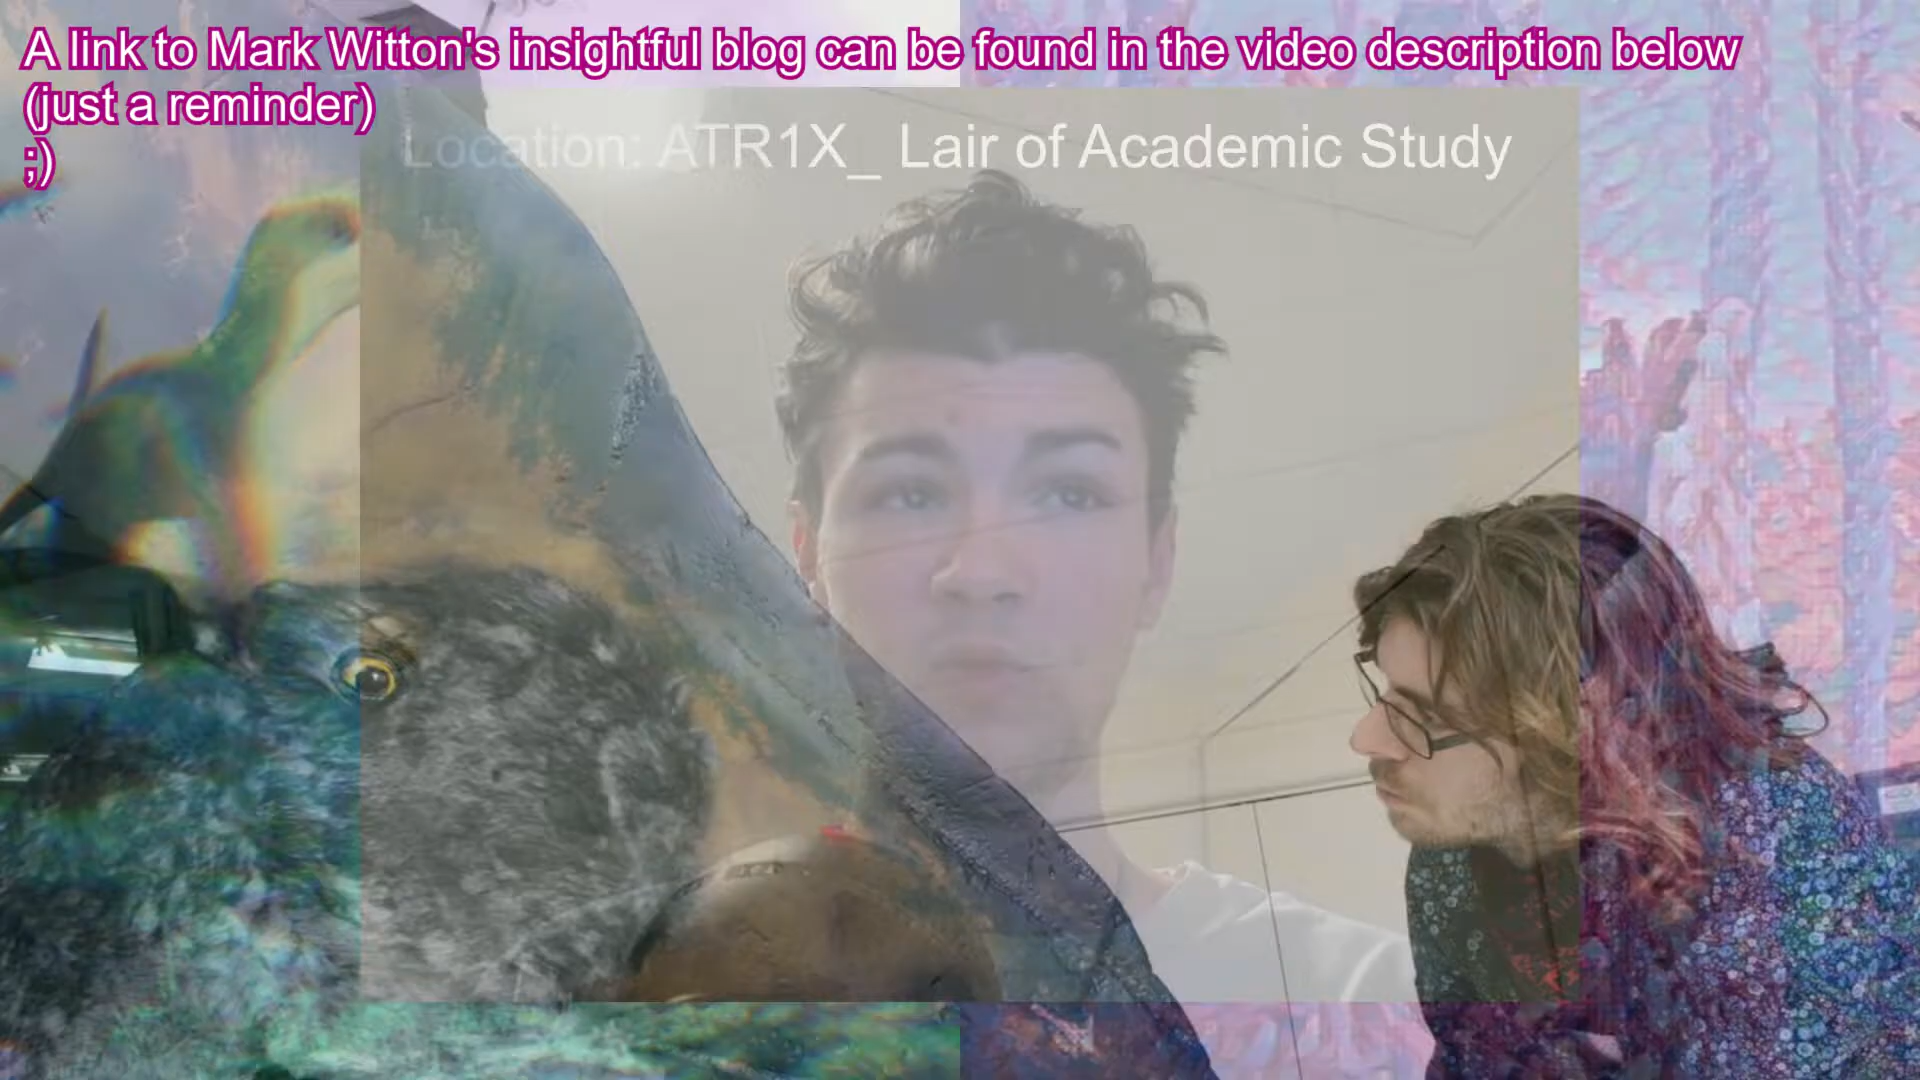 A link to Mark Witton's insightful blog can be found in the video description below
(just a reminder)
;)
Location: ATR1X_ Lair of Academic Study